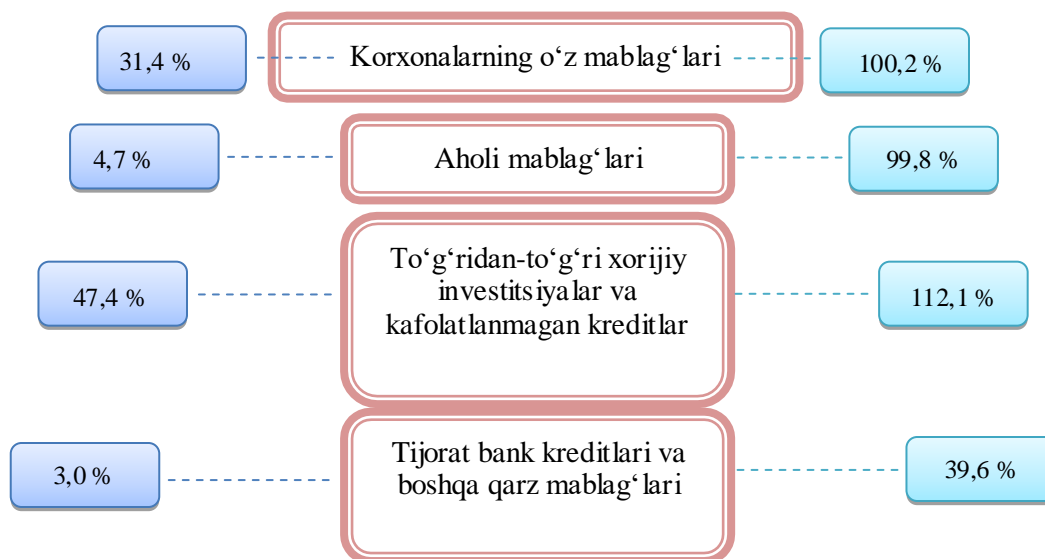 31,4 %
Korxonalarning o‘z mablag‘lari
100,2 %
4,7 %
Aholi mablag‘lari
99,8 %
To‘g‘ridan-to‘g‘ri xorijiy
investitsiyalar va
kafolatlanmagan kreditlar
47,4 %
112,1 %
Tijorat bank kreditlari va
boshqa qarz mablag‘lari
3,0 %
39,6 %